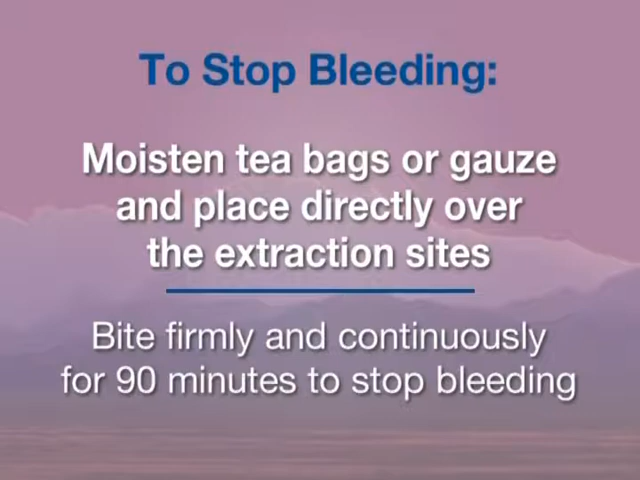 To Stop Bleeding:
Moisten tea bags or gauze
and place directly over
the extraction sites
Bite firmly and continuously
for 90 minutes to stop bleeding